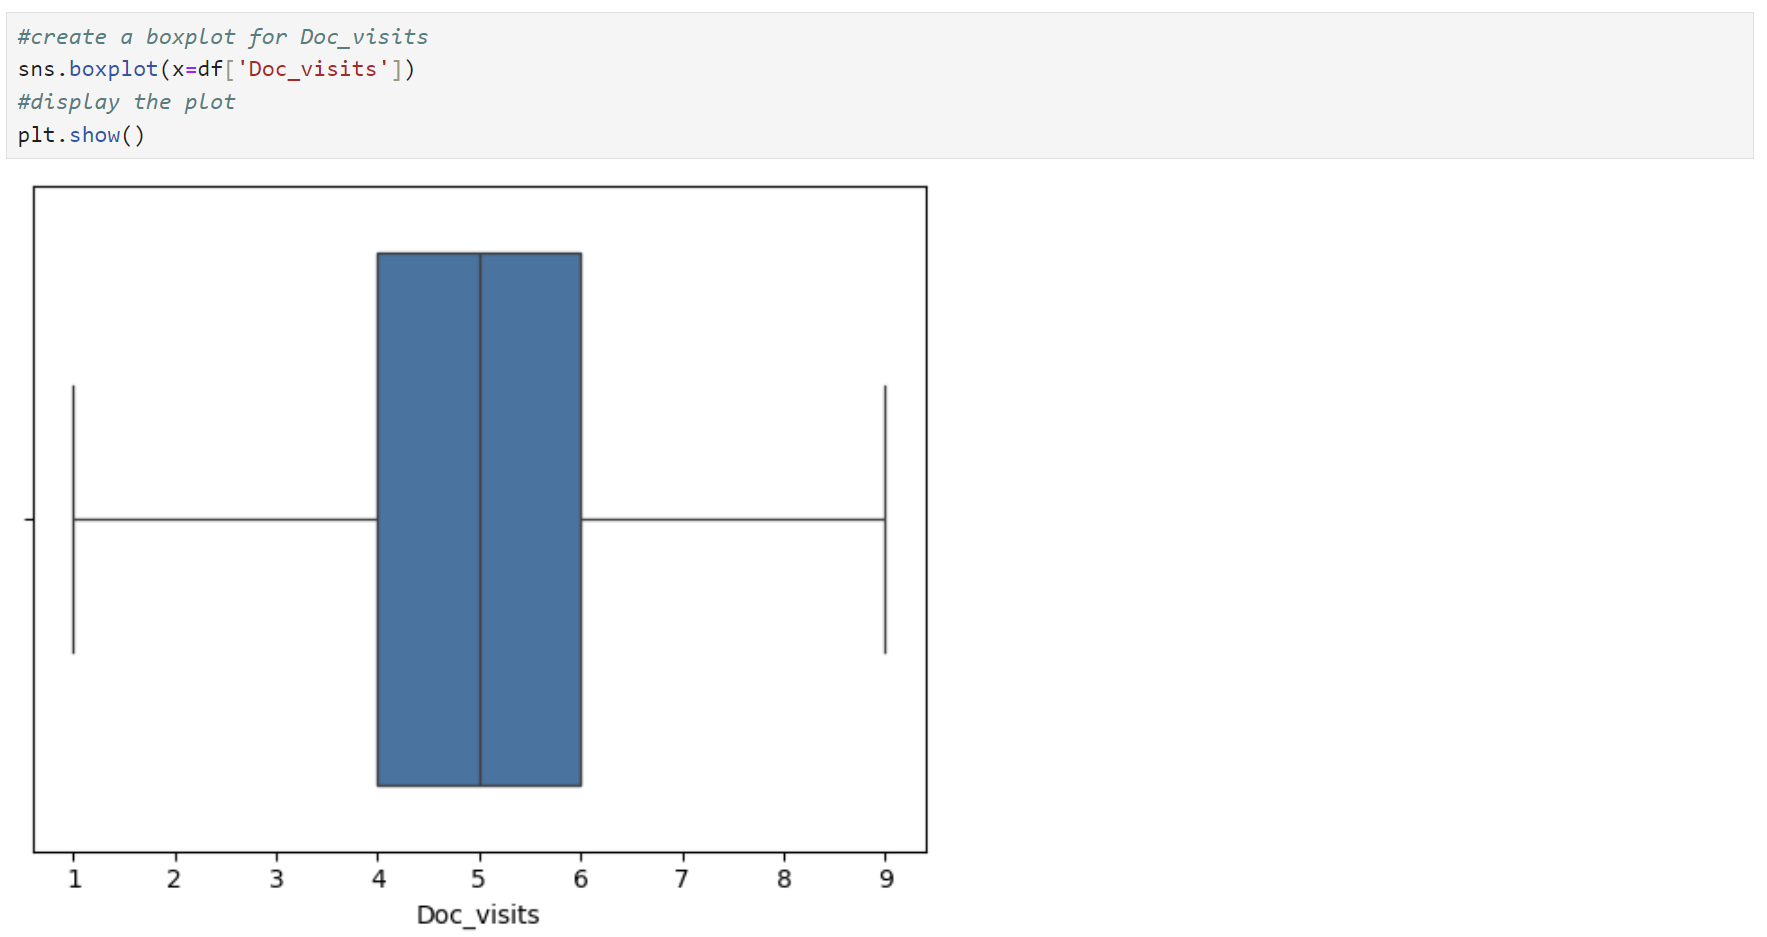 #create a boxplot for Doc_visits
sns.boxplot(x=df['Doc_visits'])
#display the plot
plt.show()
1 2 3 4 5 6 7 8 9
Doc_visits